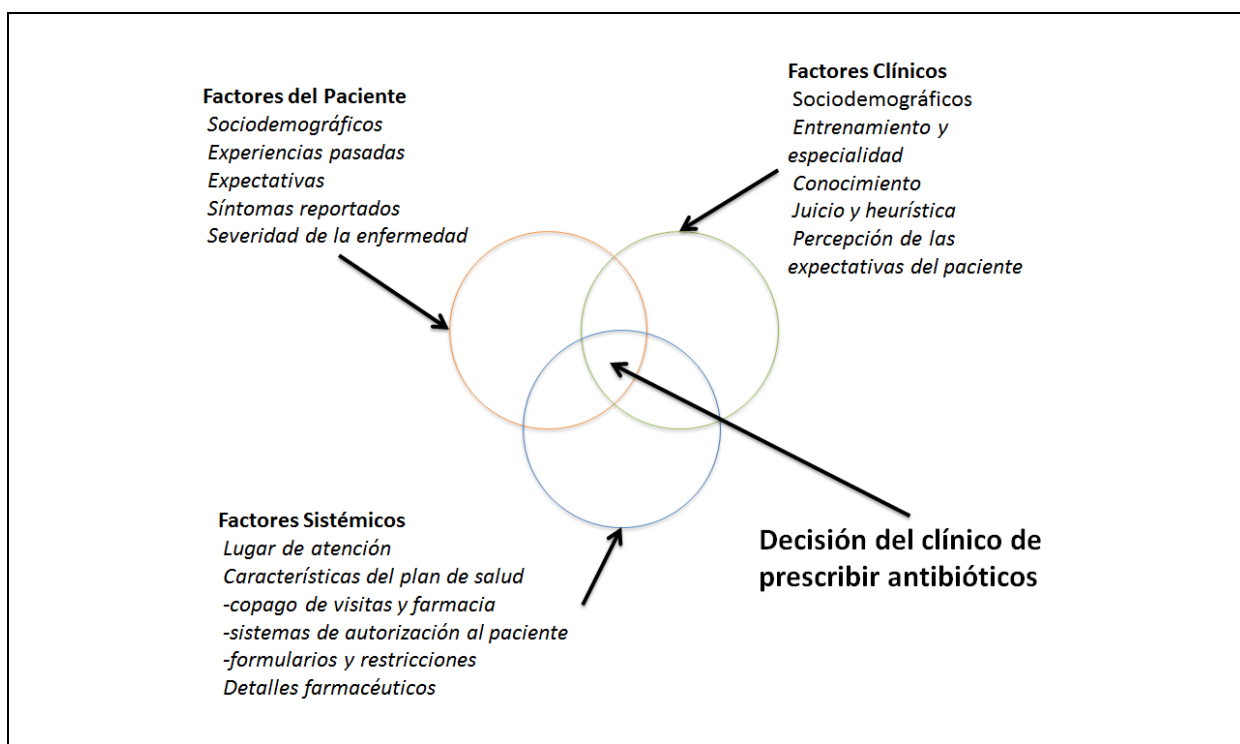 Factores del Paciente
Sociodemográficos
Experiencias pasadas
Expectativas
Síntomas reportados
Severidad de la enfermedad
Factores Clínicos
Sociodemográficos
Entrenamiento y
especialidad
Conocimiento
Juicio y heurística
Percepción de las
expectativas del paciente
Factores Sistémicos
Lugar de atención
Características del plan de salud
-copago de visitas y farmacia
-sistemas de autorización al paciente
-formularios y restricciones
Detalles farmacéuticos
Decisión del clínico de
prescribir antibióticos